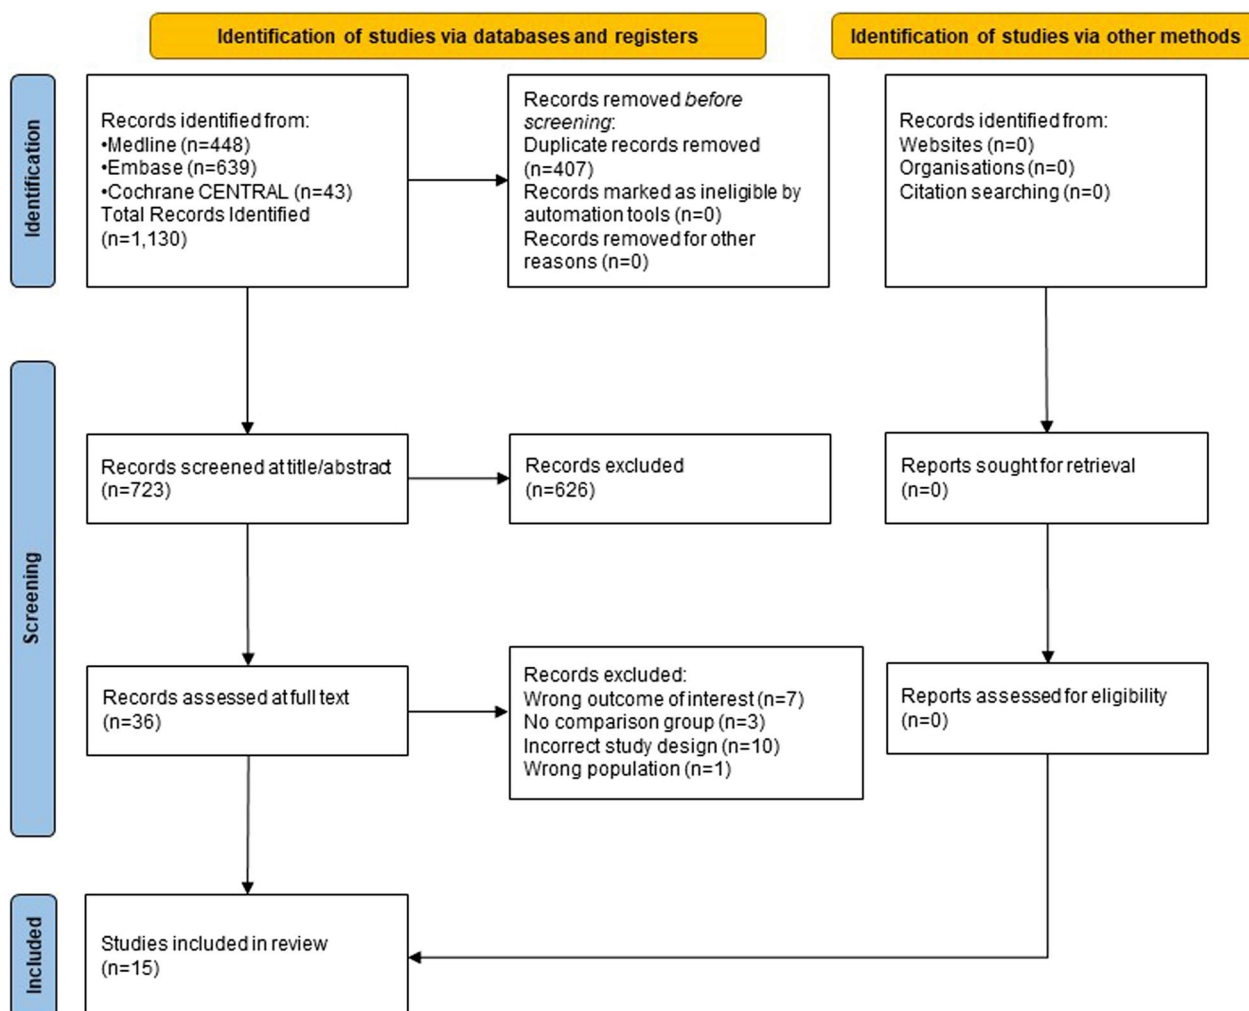 Identification of studies via databases and registers
Identification of studies via other methods
Identification
Records identified from:
•Medline (n=448)
•Embase (n=639)
•Cochrane CENTRAL (n=43)
Total Records Identified
(n=1,130)
Records removed before
screening:
Duplicate records removed
(n=407)
Records marked as ineligible by
automation tools (n=0)
Records removed for other
reasons (n=0)
Records identified from:
Websites (n=0)
Organisations (n=0)
Citation searching (n=0)
Screening
Records screened at title/abstract
(n=723)
Records excluded
(n=626)
Reports sought for retrieval
(n=0)
Records assessed at full text
(n=36)
Records excluded:
Wrong outcome of interest (n=7)
No comparison group (n=3)
Incorrect study design (n=10)
Wrong population (n=1)
Reports assessed for eligibility
(n=0)
Included
Studies included in review
(n=15)